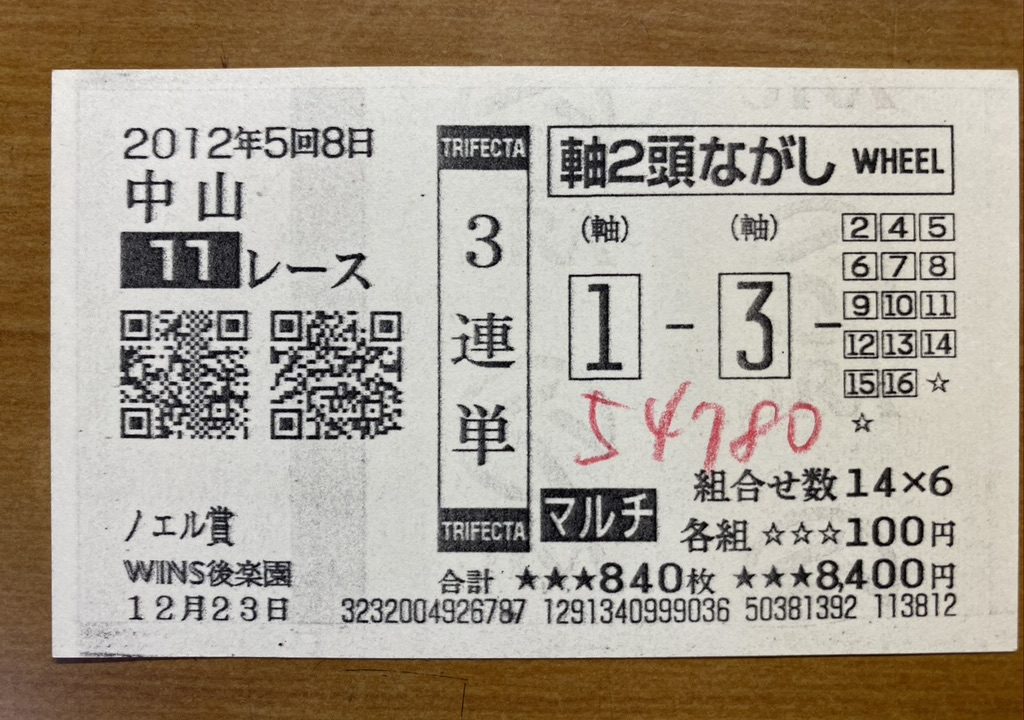 2012年5回8日
中山
11レース
ノエル賞
WINS後楽園
12月23日
TRIFECTA
3連単
TRIFECTA
軸2頭ながし WHEEL
(軸) (軸)
1 - 3 -
2 4 5
6 7 8
9 10 11
12 13 14
15 16 ☆
☆
54780
マルチ
組合せ数14×6
各組 ☆☆☆100円
合計 ★★★840枚 ★★★8,400円
3232004926787 1291340999036 50381392 113812